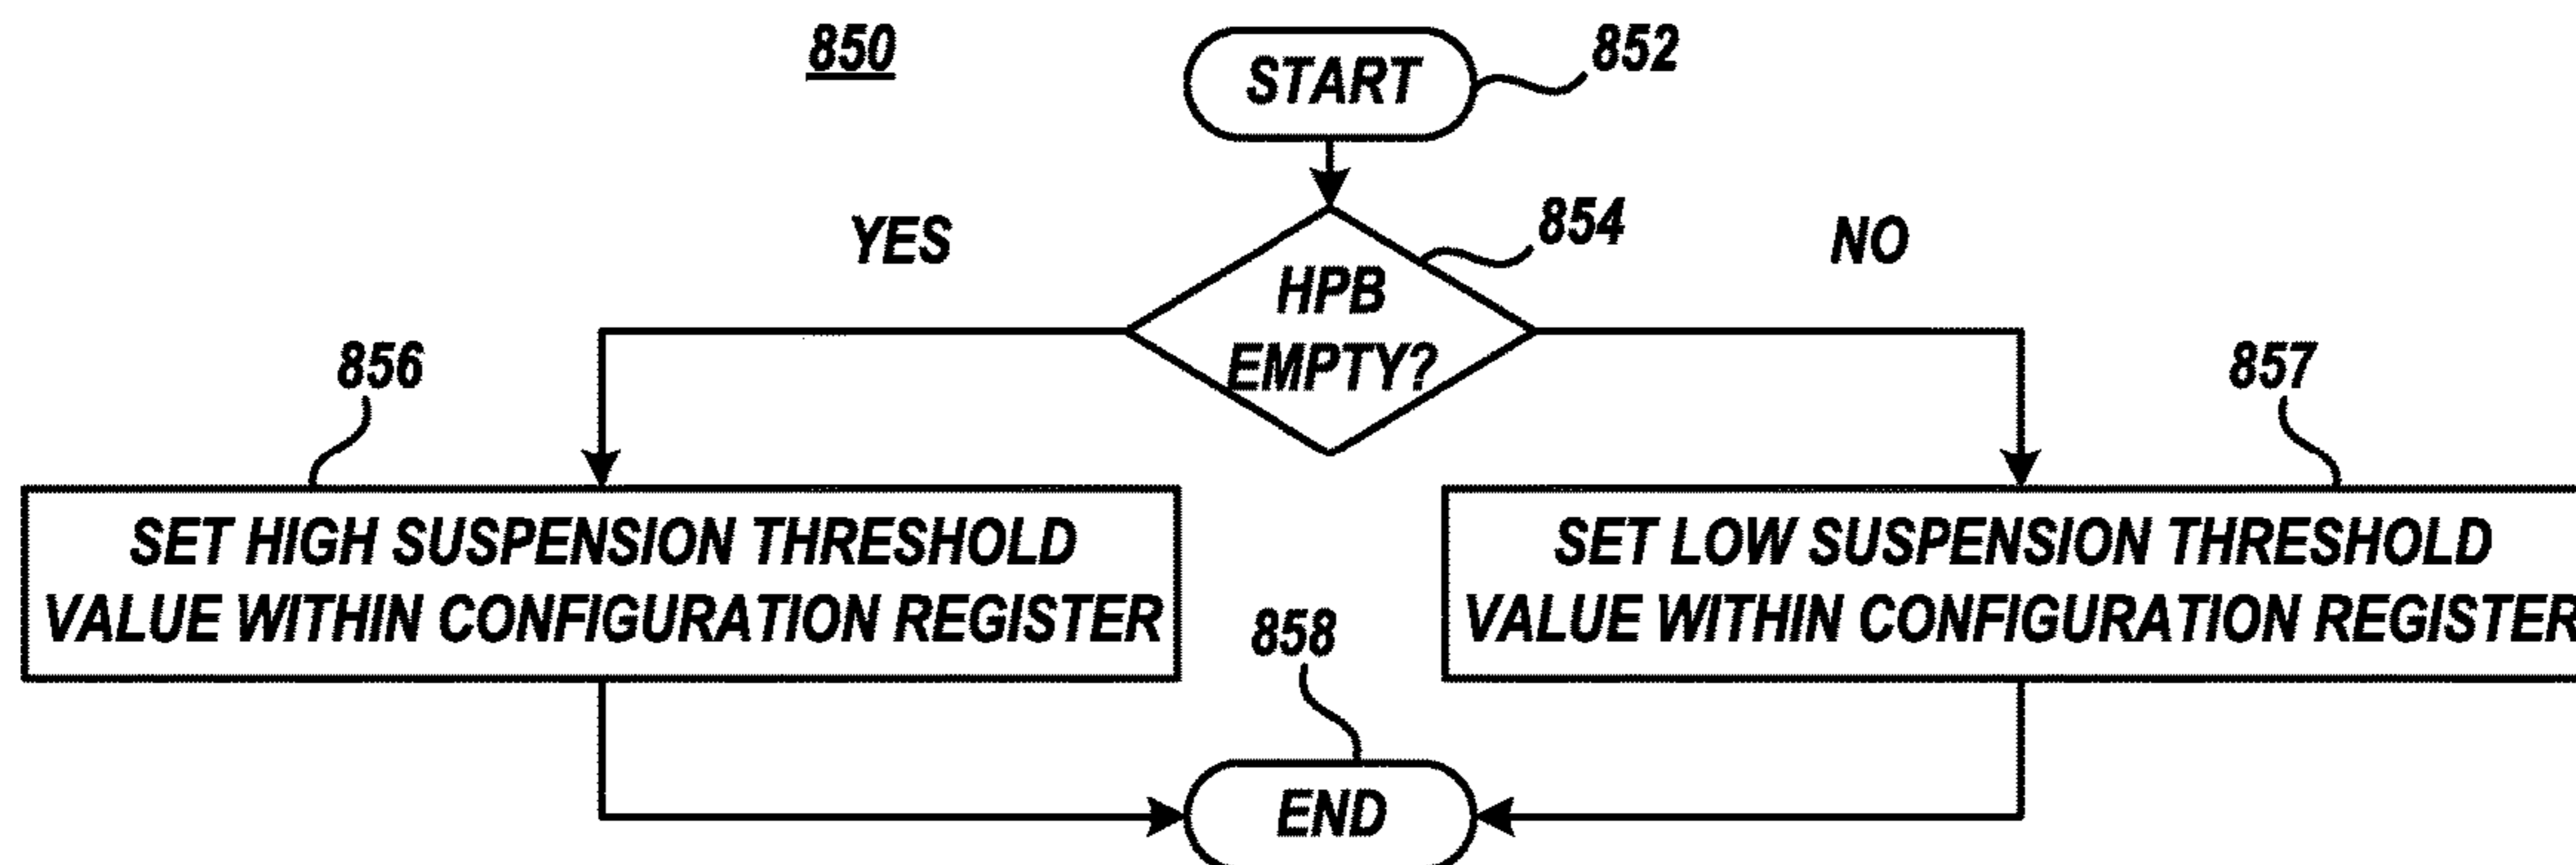 850
START
852
854
YES
NO
HPB
EMPTY?
856
857
SET HIGH SUSPENSION THRESHOLD
VALUE WITHIN CONFIGURATION REGISTER
SET LOW SUSPENSION THRESHOLD
VALUE WITHIN CONFIGURATION REGISTER
858
END